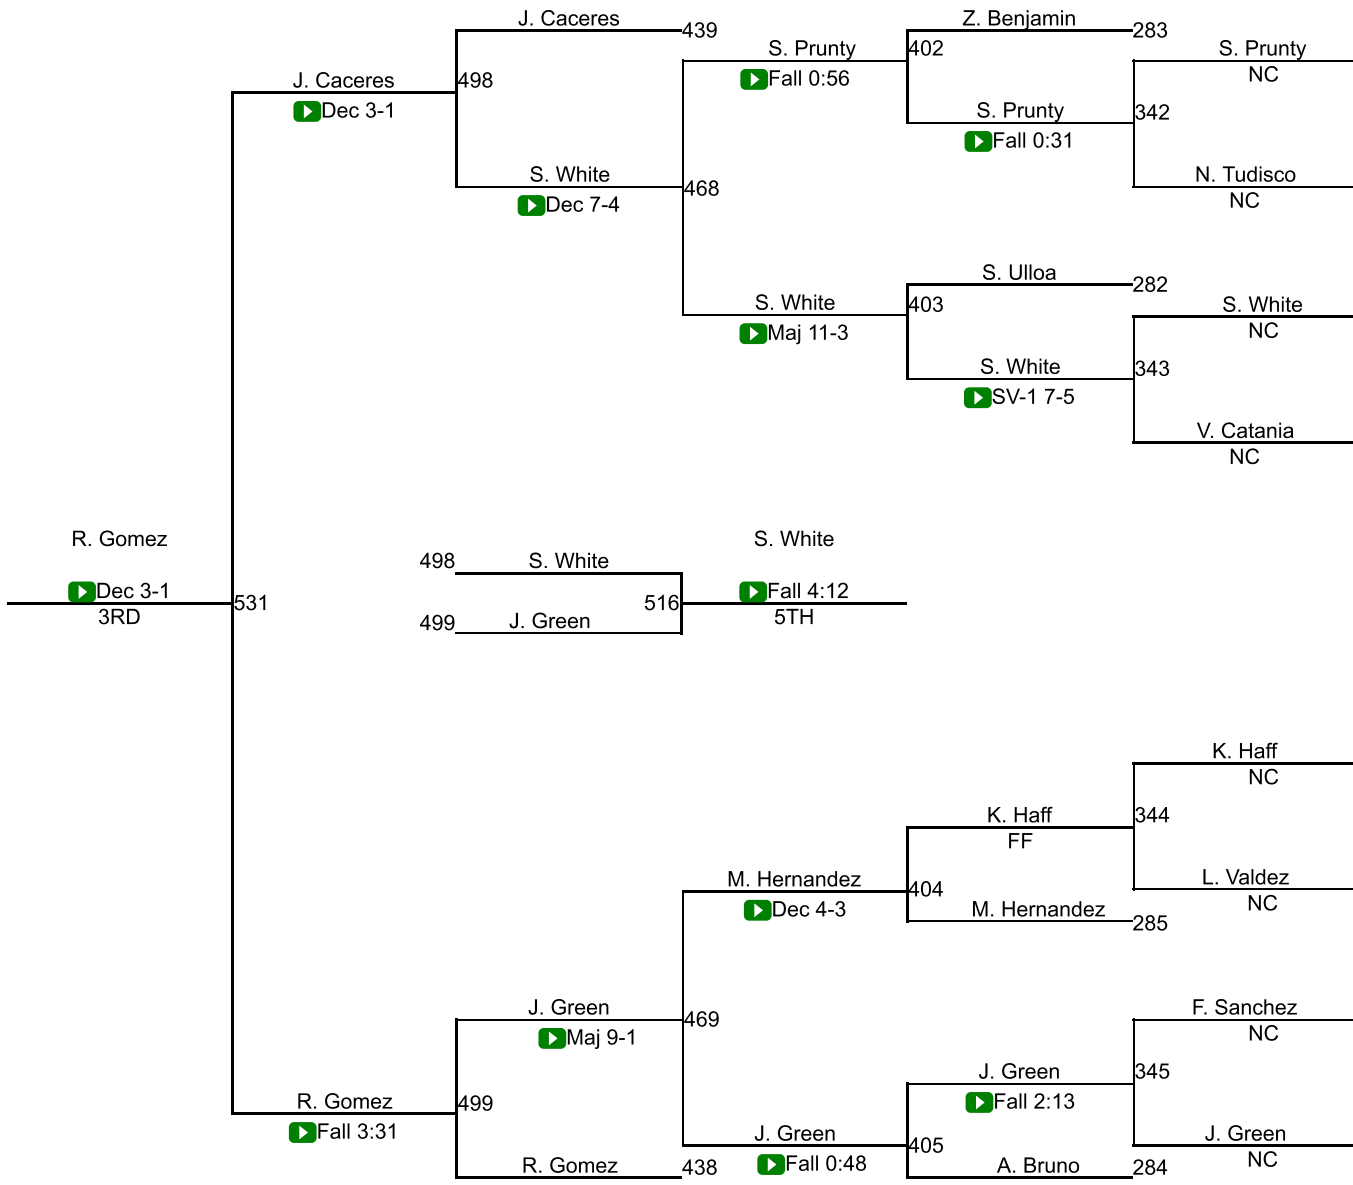 J. Caceres
439
Z. Benjamin
283
S. Prunty
402
S. Prunty
NC
J. Caceres
498
Fall 0:56
Dec 3-1
S. Prunty
342
Fall 0:31
S. White
468
N. Tudisco
Dec 7-4
NC
S. Ulloa
282
S. White
403
S. White
Maj 11-3
NC
S. White
343
SV-1 7-5
V. Catania
NC
R. Gomez
S. White
498
S. White
Dec 3-1
531
516
Fall 4:12
3RD
5TH
499
J. Green
K. Haff
NC
K. Haff
344
FF
M. Hernandez
404
L. Valdez
Dec 4-3
M. Hernandez
285
NC
J. Green
469
F. Sanchez
Maj 9-1
NC
J. Green
345
R. Gomez
499
Fall 2:13
Fall 3:31
J. Green
405
J. Green
R. Gomez
438
Fall 0:48
A. Bruno
284
NC